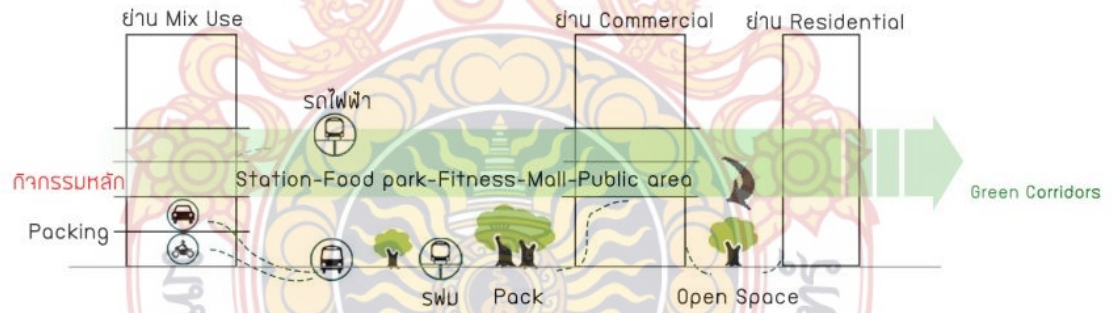 ย่าน Mix Use
ย่าน Commercial
ย่าน Residential
รถไฟฟ้า
กิจกรรมหลัก
Station-Food park-Fitness-Mall-Public area
Green Corridors
Packing
รฟม
Pack
Open Space